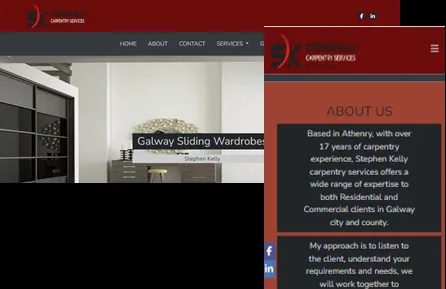 SK
CARPENTRY SERVICES
HOME ABOUT CONTACT SERVICES G
Galway Sliding Wardrobes
Stephen Kelly
SK
CARPENTRY SERVICES
ABOUT US
Based in Athenry, with over
17 years of carpentry
experience, Stephen Kelly
carpentry services offers a
wide range of expertise to
both Residential and
Commercial clients in Galway
city and county.
My approach is to listen to
the client, understand your
requirements and needs, we
will work together to